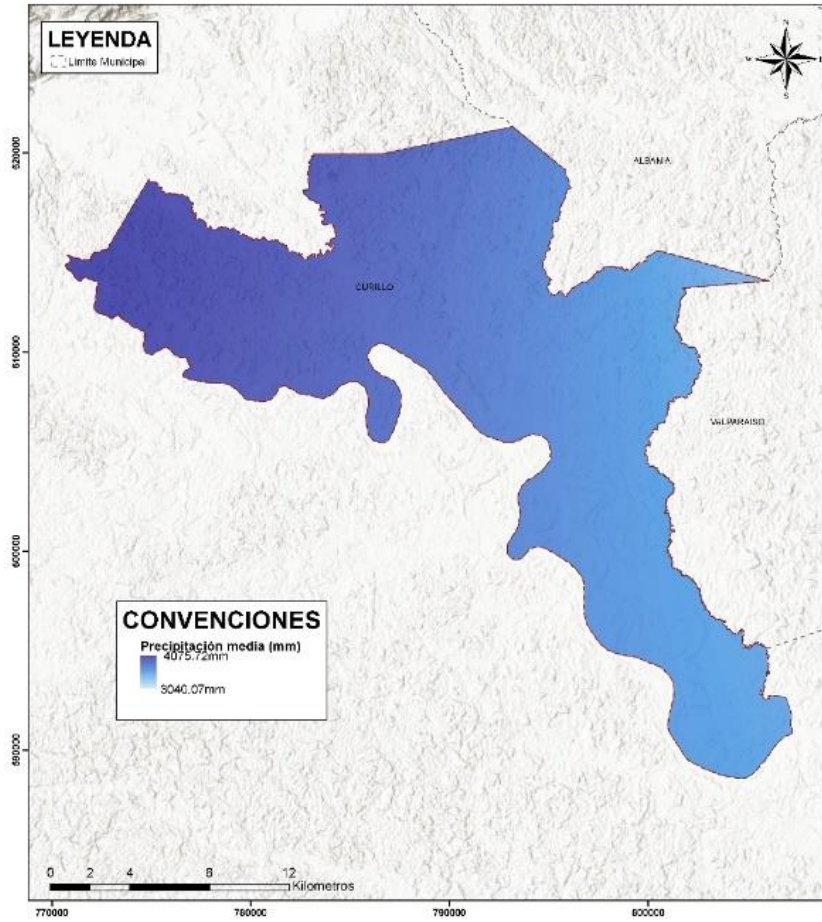 LEYENDA
Limite Municipal
N
S
ALBANIA
CURILLO
VALPARAISO
620000
610000
600000
590000
CONVENCIONES
Precipitación media (mm)
4075.72mm
3040.07mm
0 2 4 8 12
Kilometros
770000 780000 790000 800000